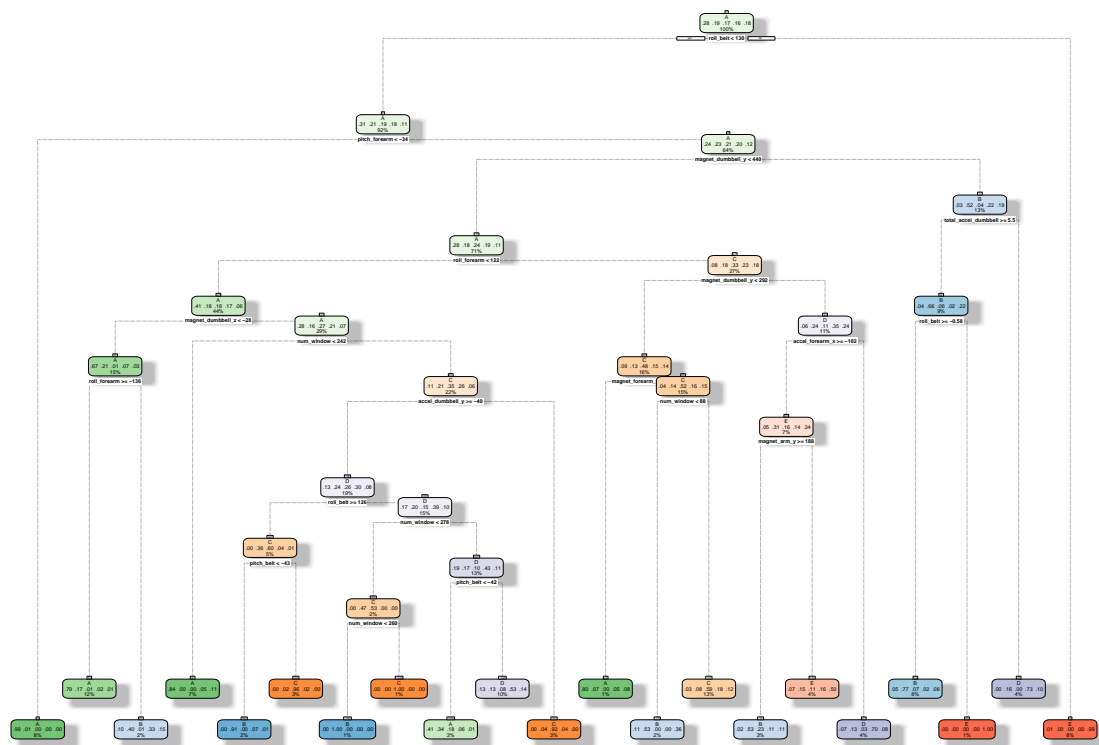 A
.28 .19 .17 .16 .18
100%
roll_belt < 130
A
.31 .21 .19 .18 .11
92%
pitch_forearm < −34
A
.24 .23 .21 .20 .12
84%
magnet_dumbbell_y < 440
B
.03 .52 .04 .22 .19
13%
total_accel_dumbbell >= 5.5
A
.28 .18 .24 .19 .11
71%
roll_forearm < 122
C
.08 .18 .33 .23 .18
27%
magnet_dumbbell_y < 292
A
.41 .18 .18 .17 .06
44%
magnet_dumbbell_z < −28
B
.04 .66 .06 .02 .22
9%
roll_belt >= −0.58
A
.28 .16 .27 .21 .07
29%
num_window < 242
D
.06 .24 .11 .35 .24
11%
accel_forearm_x >= −102
A
.67 .21 .01 .07 .03
15%
roll_forearm >= −136
C
.09 .13 .48 .15 .14
16%
magnet_forearm_
C
.11 .21 .35 .26 .06
22%
accel_dumbbell_y >= −40
C
.04 .14 .52 .16 .15
15%
num_window < 88
E
.05 .31 .16 .14 .34
7%
magnet_arm_y >= 188
D
.13 .24 .26 .30 .08
19%
roll_belt >= 126
D
.17 .20 .15 .39 .10
15%
num_window < 278
C
.00 .36 .60 .04 .01
5%
pitch_belt < −43
D
.19 .17 .10 .43 .11
13%
pitch_belt < −42
C
.00 .47 .53 .00 .00
2%
num_window < 260
A
.79 .17 .01 .02 .01
12%
A
.84 .00 .00 .05 .11
7%
C
.00 .02 .96 .02 .00
3%
C
.00 .00 1.00 .00 .00
1%
D
.13 .13 .08 .53 .14
10%
A
.80 .07 .00 .05 .08
1%
C
.03 .08 .59 .18 .12
13%
E
.07 .15 .11 .16 .50
4%
B
.05 .77 .07 .02 .08
8%
D
.00 .16 .00 .73 .10
4%
A
.99 .01 .00 .00 .00
8%
B
.10 .40 .01 .33 .15
2%
B
.00 .91 .00 .07 .01
2%
B
.00 1.00 .00 .00 .00
1%
A
.41 .34 .18 .06 .01
3%
C
.00 .04 .92 .04 .00
3%
B
.11 .53 .00 .00 .36
2%
B
.02 .53 .23 .11 .11
3%
D
.07 .13 .03 .70 .08
4%
E
.00 .00 .00 .00 1.00
1%
E
.01 .00 .00 .00 .99
8%